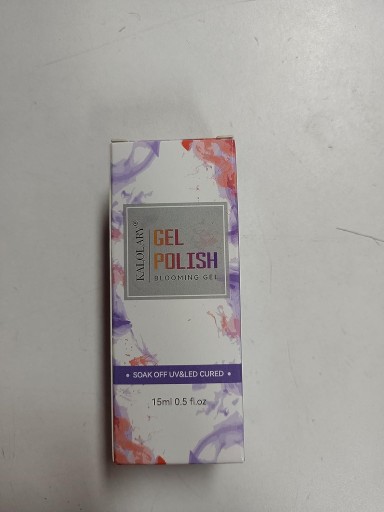 KALOLARY
GEL
POLISH
BLOOMING GEL
• SOAK OFF UV&LED CURED •
15ml 0.5 fl.oz